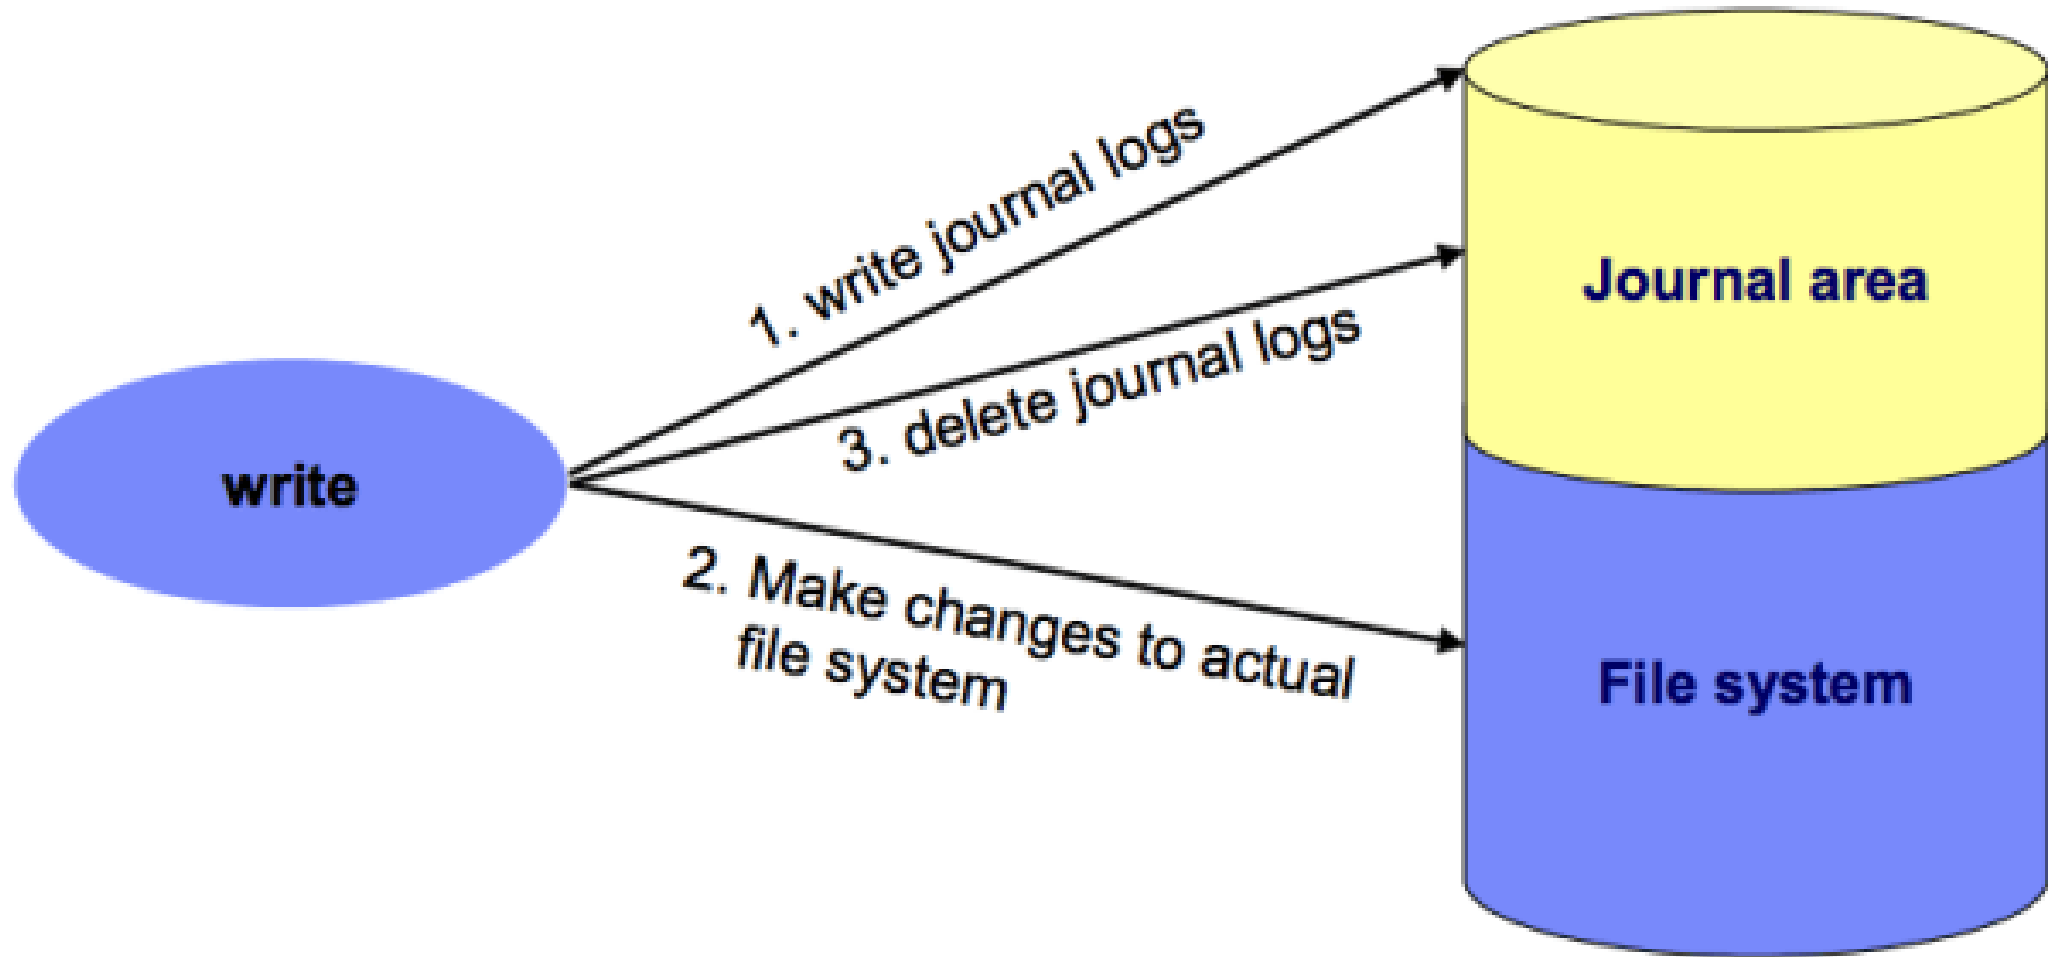 1. write journal logs
Journal area
3. delete journal logs
write
2. Make changes to actual
file system
File system